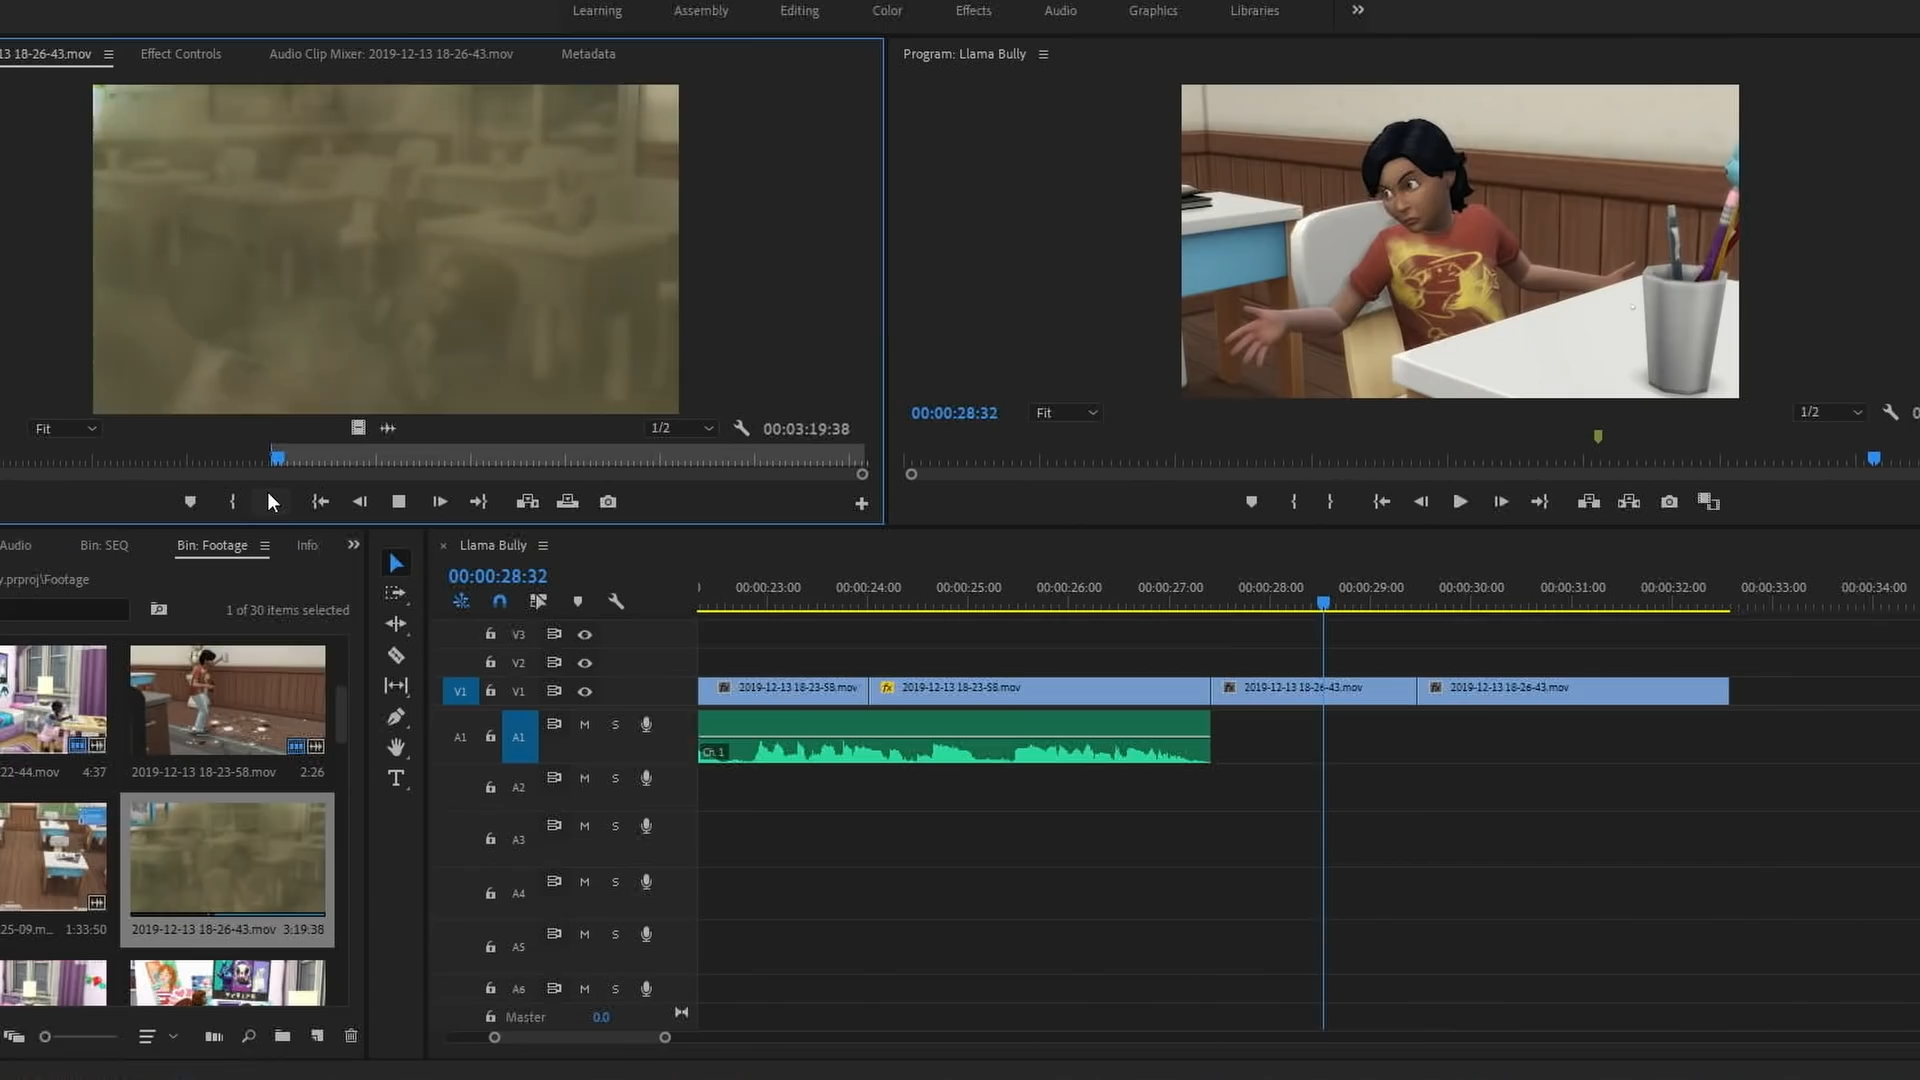 Learning Assembly Editing Color Effects Audio Graphics Libraries
13 18-26-43.mov Effect Controls Audio Clip Mixer: 2019-12-13 18-26-43.mov Metadata
Program: Llama Bully
Fit 1/2 00:03:19:38
00:00:28:32 Fit 1/2
Audio Bin: SEQ Bin: Footage Info
Llama Bully
y.prproj\Footage
00:00:28:32
1 of 30 items selected
00:00:23:00 00:00:24:00 00:00:25:00 00:00:26:00 00:00:27:00 00:00:28:00 00:00:29:00 00:00:30:00 00:00:31:00 00:00:32:00 00:00:33:00 00:00:34:00
V3
V2
V1 V1
fx 2019-12-13 18-23-58.mov fx 2019-12-13 18-23-58.mov fx 2019-12-13 18-26-43.mov fx 2019-12-13 18-26-43.mov
A1 A1 M S
Ch. 1
22-44.mov 4:37 2019-12-13 18-23-58.mov 2:26
A2 M S
A3 M S
A4 M S
25-09.m... 1:33:50 2019-12-13 18-26-43.mov 3:19:38
A5 M S
A6 M S
Master 0.0